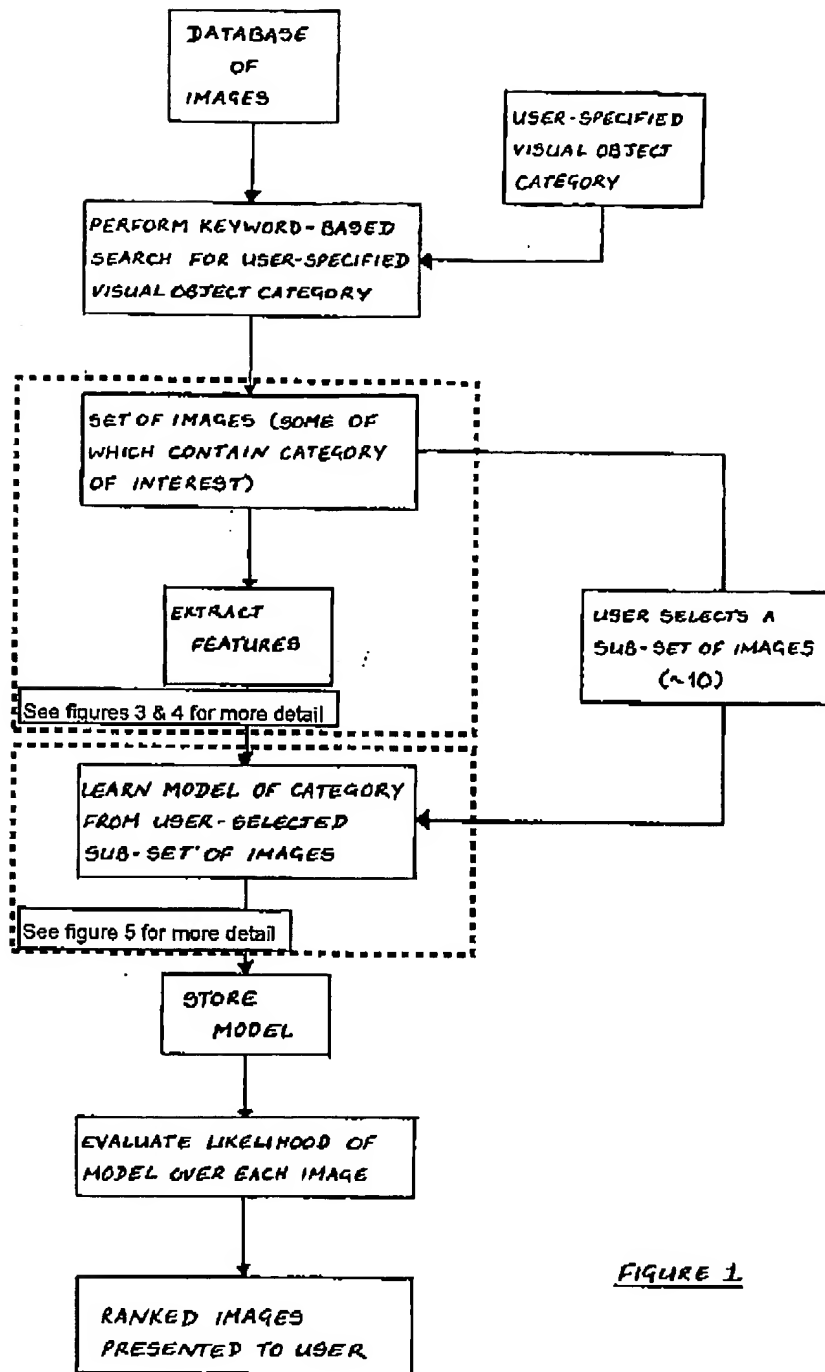 DATABASE
OF
IMAGES
USER-SPECIFIED
VISUAL OBJECT
CATEGORY
PERFORM KEYWORD-BASED
SEARCH FOR USER-SPECIFIED
VISUAL OBJECT CATEGORY
SET OF IMAGES (SOME OF
WHICH CONTAIN CATEGORY
OF INTEREST)
EXTRACT
FEATURES
USER SELECTS A
SUB-SET OF IMAGES
(~10)
See figures 3 & 4 for more detail
LEARN MODEL OF CATEGORY
FROM USER-SELECTED
SUB-SET OF IMAGES
See figure 5 for more detail
STORE
MODEL
EVALUATE LIKELIHOOD OF
MODEL OVER EACH IMAGE
RANKED IMAGES
PRESENTED TO USER
FIGURE 1